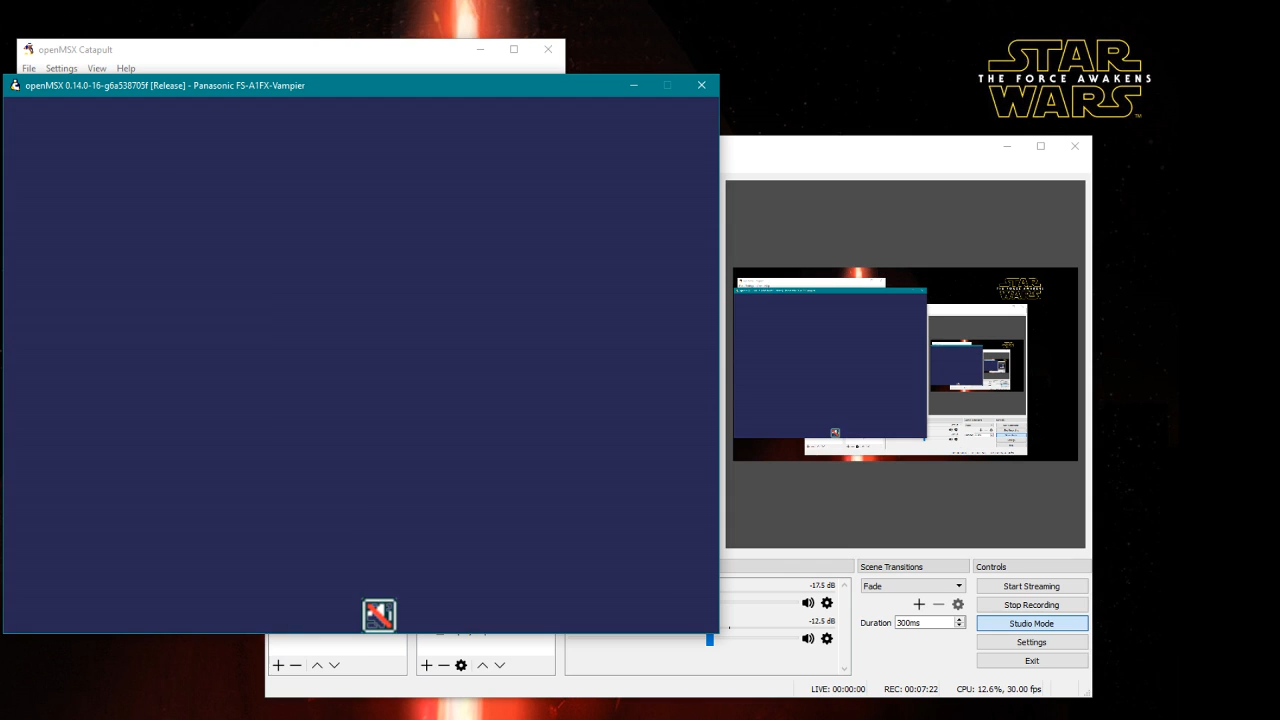 openMSX Catapult
File Settings View Help
openMSX 0.14.0-16-g6a538705f [Release] - Panasonic FS-A1FX-Vampier
STAR
THE FORCE AWAKENS
WARS
TM
-17.5 dB
-12.5 dB
Scene Transitions
Fade
Duration 300ms
Controls
Start Streaming
Stop Recording
Studio Mode
Settings
Exit
LIVE: 00:00:00 REC: 00:07:22 CPU: 12.6%, 30.00 fps